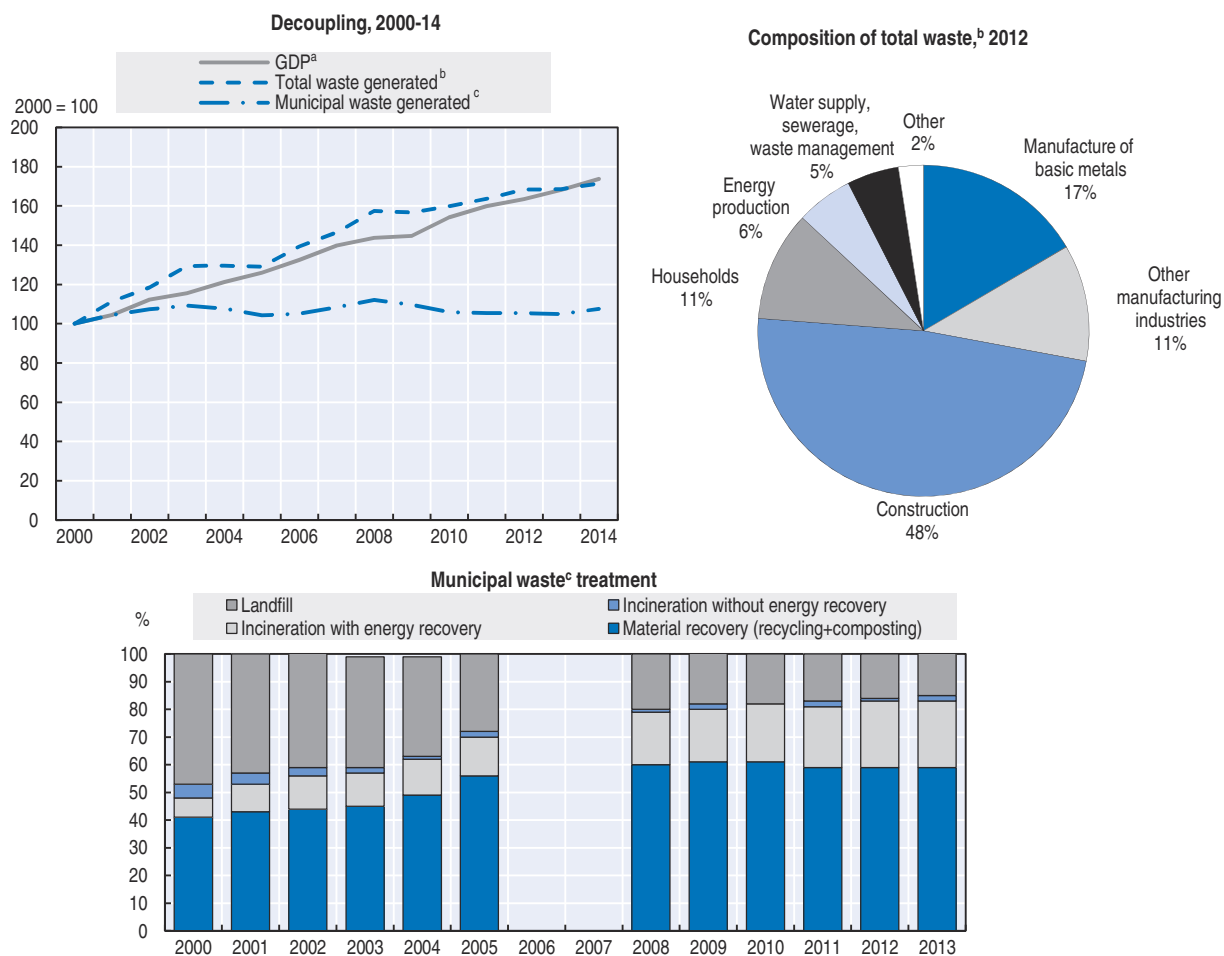 Decoupling, 2000-14
GDPa
Total waste generated b
Municipal waste generated c
2000 = 100
200
180
160
140
120
100
80
60
40
20
0
2000 2002 2004 2006 2008 2010 2012 2014
Composition of total waste,b 2012
Water supply,
sewerage,
waste management
5%
Other
2%
Manufacture of
basic metals
17%
Energy
production
6%
Households
11%
Other
manufacturing
industries
11%
Construction
48%
Municipal wastec treatment
Landfill
Incineration without energy recovery
Incineration with energy recovery
Material recovery (recycling+composting)
%
100
90
80
70
60
50
40
30
20
10
0
2000 2001 2002 2003 2004 2005 2006 2007 2008 2009 2010 2011 2012 2013